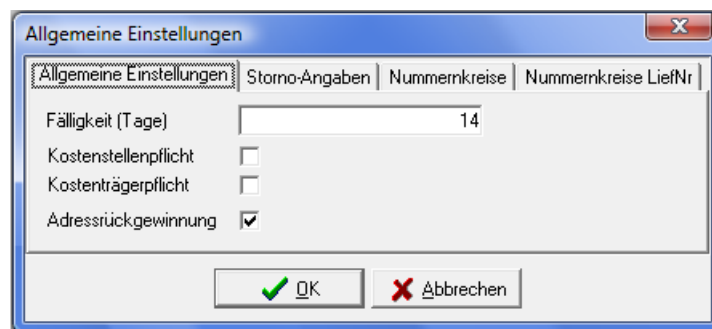 Allgemeine Einstellungen
Allgemeine Einstellungen Storno-Angaben Nummernkreise Nummernkreise LiefNr
Fälligkeit (Tage) 14
Kostenstellenpflicht
Kostenträgerpflicht
Adressrückgewinnung
OK Abbrechen